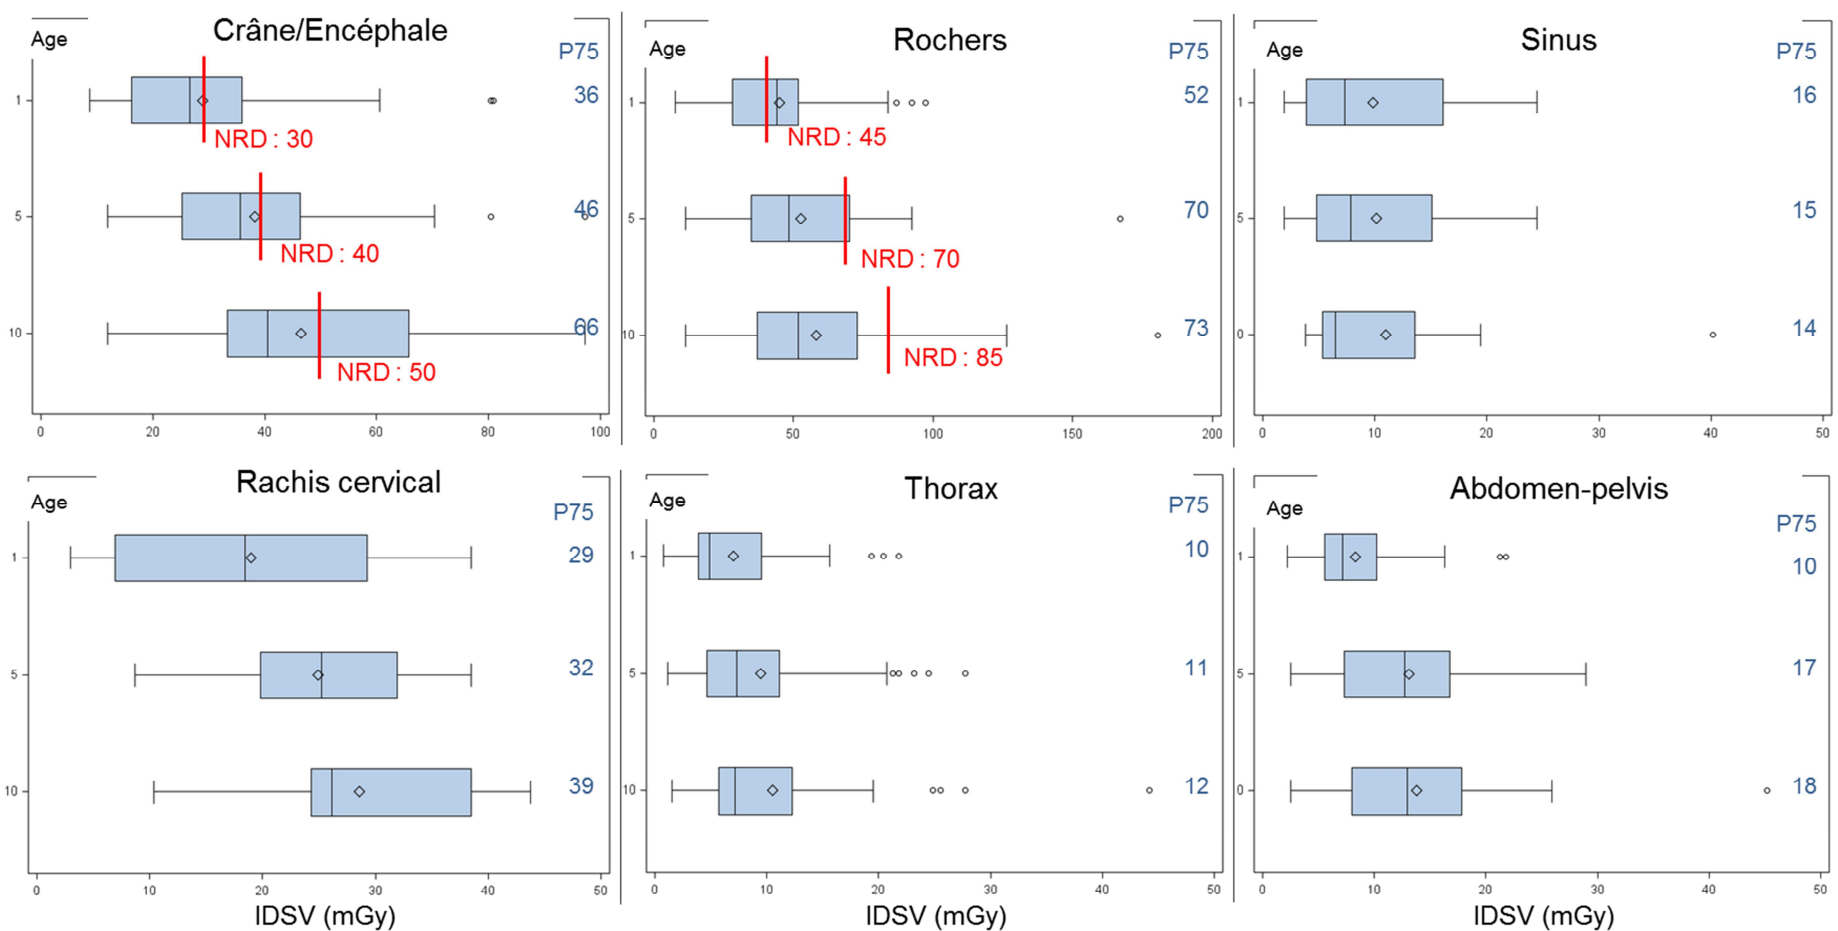 Crâne/Encéphale
Age
P75
1
36
NRD : 30
5
46
NRD : 40
10
66
NRD : 50
0 20 40 60 80 100
Rochers
Age
P75
1
52
NRD : 45
5
70
NRD : 70
10
73
NRD : 85
0 50 100 150 200
Sinus
Age
P75
1
16
5
15
0
14
0 10 20 30 40 50
Rachis cervical
Age
P75
1
29
5
32
10
39
0 10 20 30 40 50
IDSV (mGy)
Thorax
Age
P75
1
10
5
11
10
12
0 10 20 30 40 50
IDSV (mGy)
Abdomen-pelvis
Age
P75
1
10
5
17
0
18
0 10 20 30 40 50
IDSV (mGy)